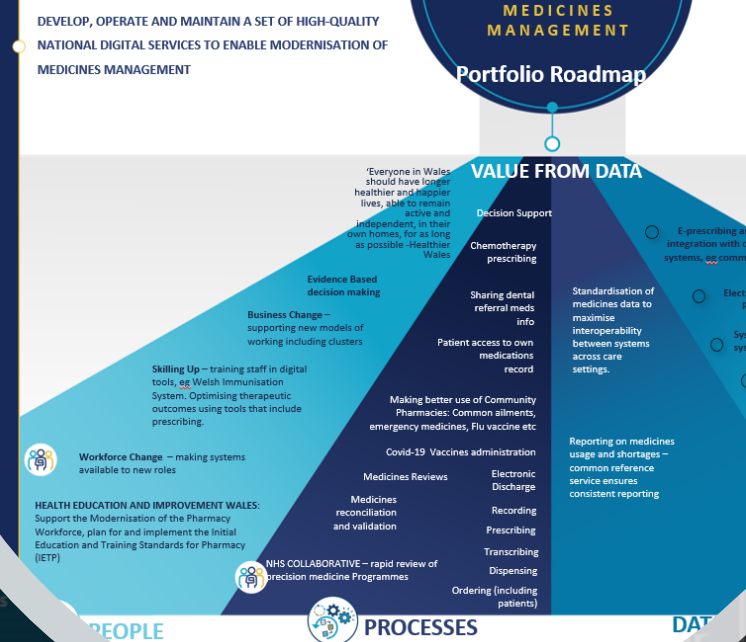 DEVELOP, OPERATE AND MAINTAIN A SET OF HIGH-QUALITY
NATIONAL DIGITAL SERVICES TO ENABLE MODERNISATION OF
MEDICINES MANAGEMENT
MEDICINES
MANAGEMENT
Portfolio Roadmap
VALUE FROM DATA
'Everyone in Wales
should have longer
healthier and happier
lives, able to remain
active and
independent, in their
own homes, for as long
as possible -Healthier
Wales
Evidence Based
decision making
Business Change –
supporting new models of
working including clusters
Skilling Up – training staff in digital
tools, eg Welsh Immunisation
System. Optimising therapeutic
outcomes using tools that include
prescribing.
Workforce Change – making systems
available to new roles
HEALTH EDUCATION AND IMPROVEMENT WALES:
Support the Modernisation of the Pharmacy
Workforce, plan for and implement the Initial
Education and Training Standards for Pharmacy
(IETP)
PEOPLE
Decision Support
Chemotherapy
prescribing
Sharing dental
referral meds
info
Patient access to own
medications
record
Making better use of Community
Pharmacies: Common ailments,
emergency medicines, Flu vaccine etc
Covid-19 Vaccines administration
Medicines Reviews
Electronic
Discharge
Medicines
reconciliation
and validation
Recording
Prescribing
Transcribing
Dispensing
Ordering (including
patients)
NHS COLLABORATIVE – rapid review of
precision medicine Programmes
PROCESSES
Standardisation of
medicines data to
maximise
interoperability
between systems
across care
settings.
Reporting on medicines
usage and shortages –
common reference
service ensures
consistent reporting
E-prescribing
integration with
systems, eg
DAT